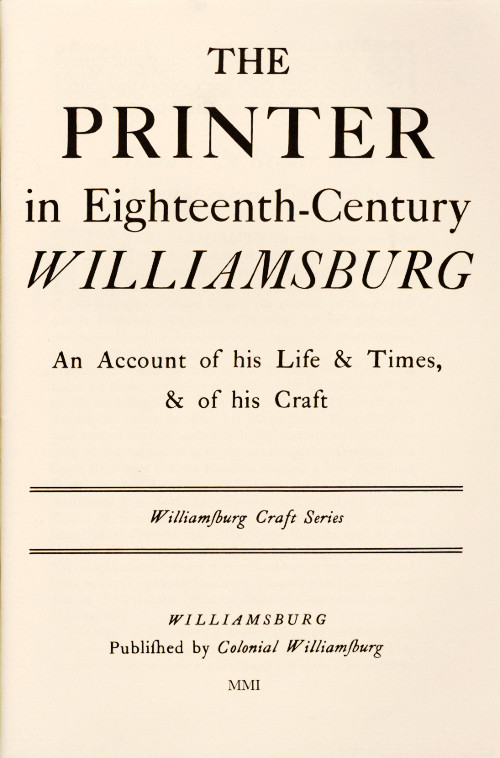 THE
PRINTER
in Eighteenth-Century
WILLIAMSBURG
An Account of his Life & Times,
& of his Craft
Williamſburg Craft Series
WILLIAMSBURG
Publiſhed by Colonial Williamſburg
MMI